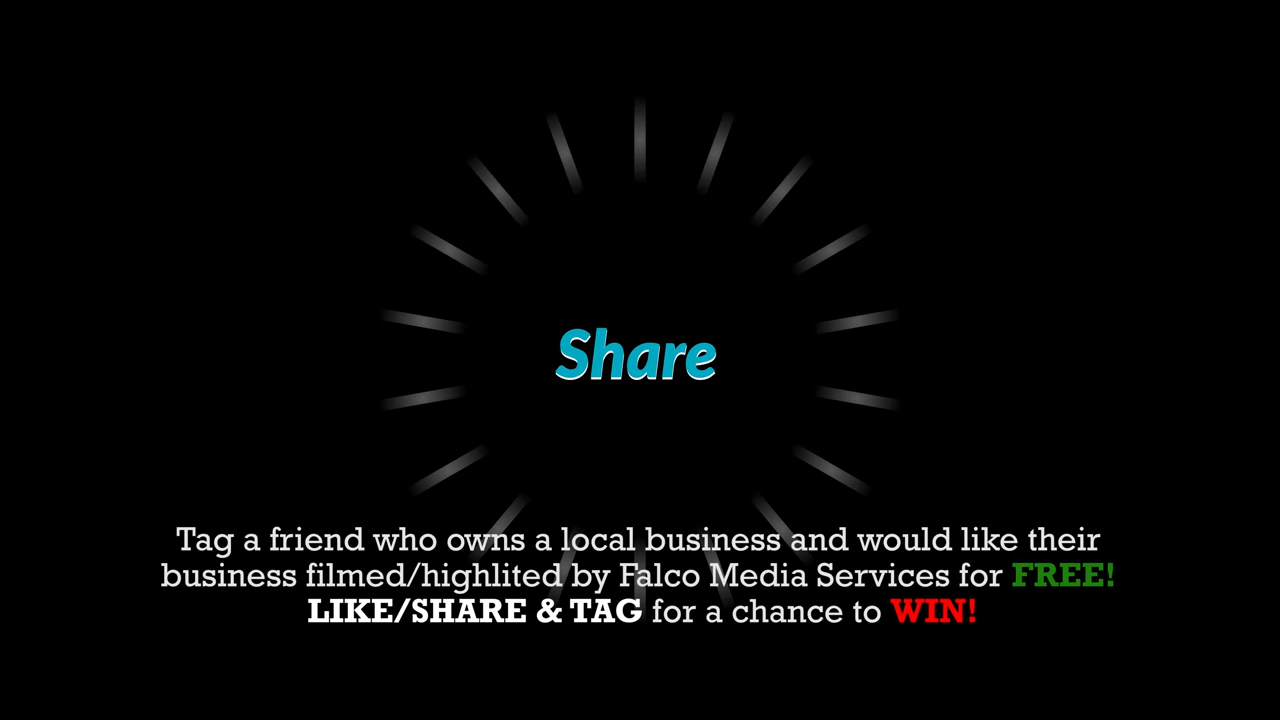 Share
Tag a friend who owns a local business and would like their
business filmed/highlited by Falco Media Services for FREE!
LIKE/SHARE & TAG for a chance to WIN!